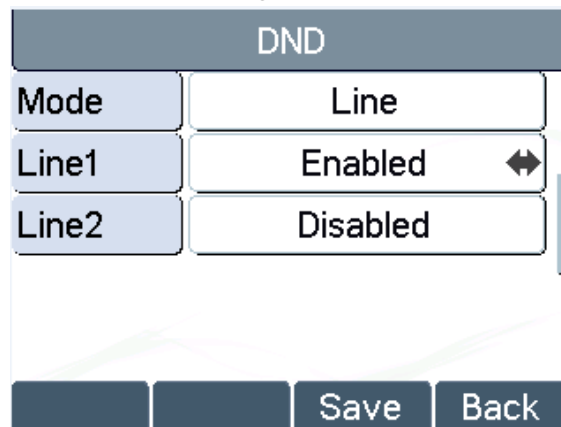 DND
Mode Line
Line1 Enabled
Line2 Disabled
Save Back